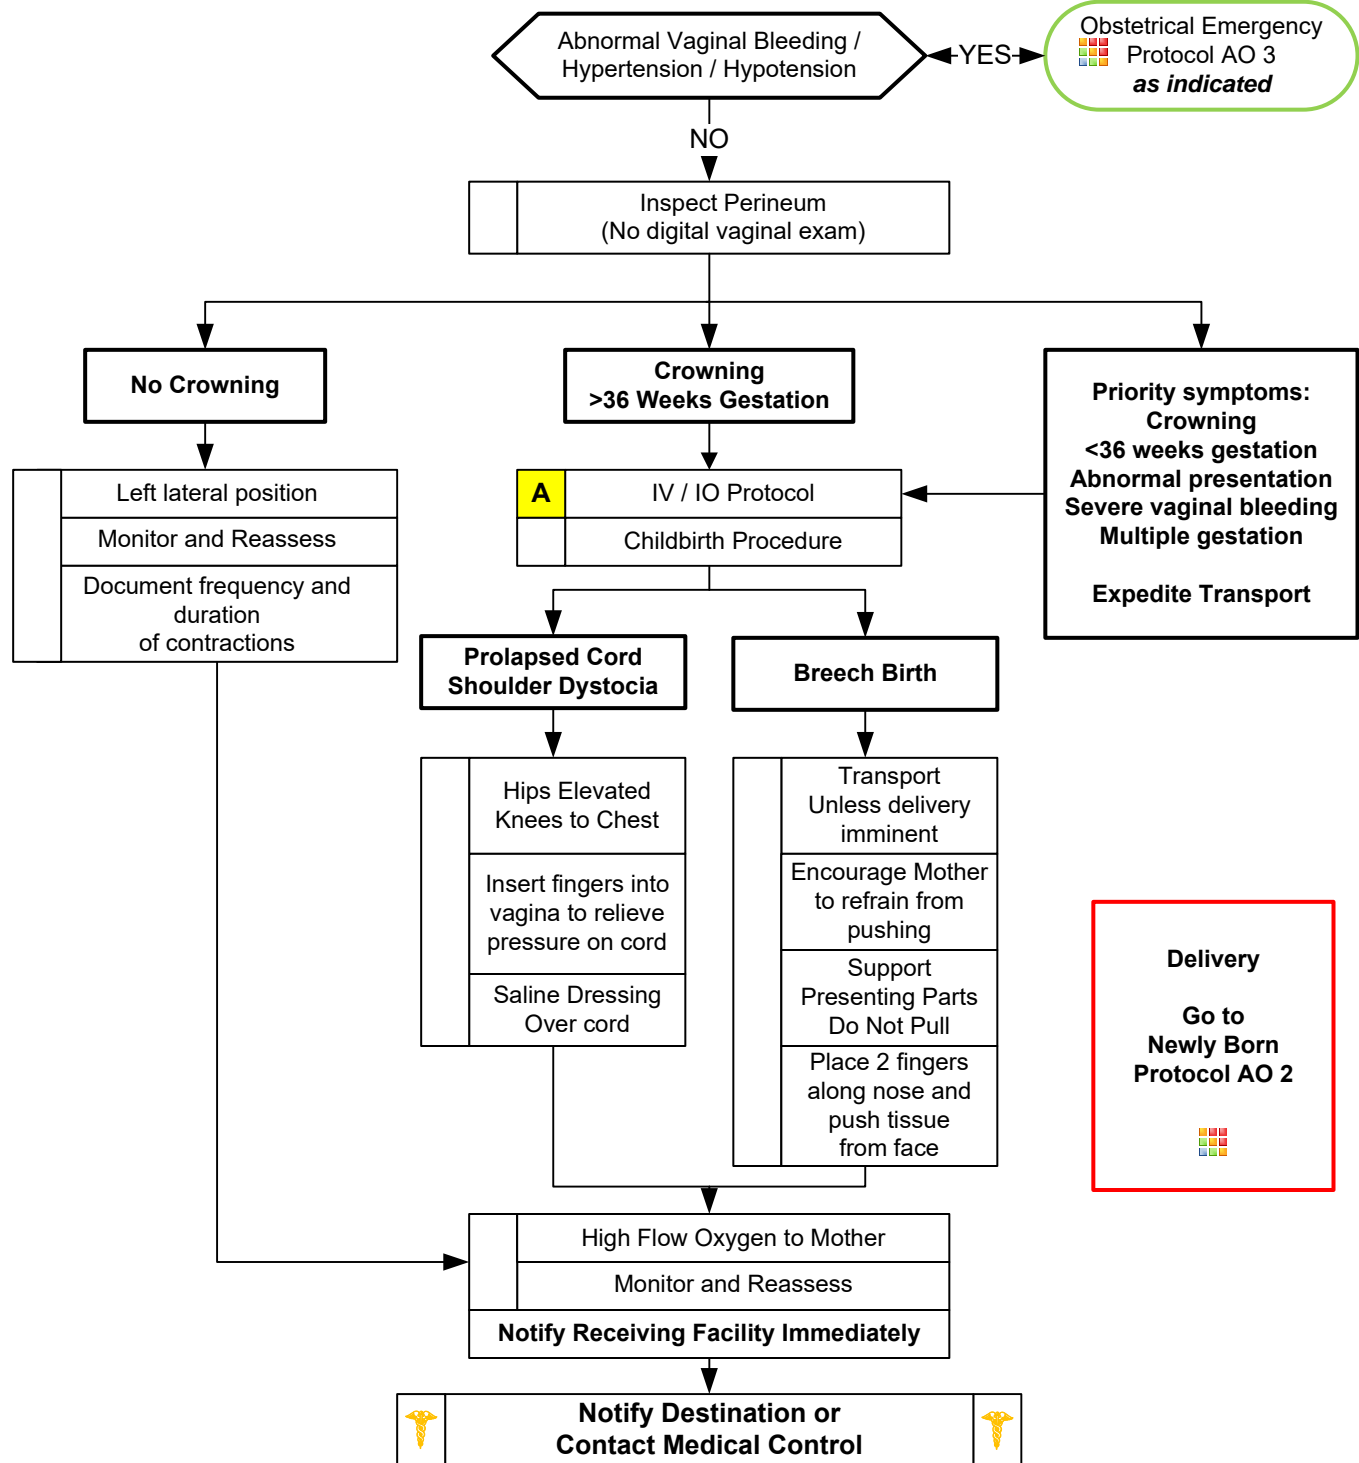 Abnormal Vaginal Bleeding /
Hypertension / Hypotension
YES
Obstetrical Emergency
Protocol AO 3
as indicated
NO
Inspect Perineum
(No digital vaginal exam)
No Crowning
Crowning
>36 Weeks Gestation
Priority symptoms:
Crowning
<36 weeks gestation
Abnormal presentation
Severe vaginal bleeding
Multiple gestation
Expedite Transport
Left lateral position
Monitor and Reassess
Document frequency and
duration
of contractions
A
IV / IO Protocol
Childbirth Procedure
Prolapsed Cord
Shoulder Dystocia
Breech Birth
Hips Elevated
Knees to Chest
Insert fingers into
vagina to relieve
pressure on cord
Saline Dressing
Over cord
Transport
Unless delivery
imminent
Encourage Mother
to refrain from
pushing
Support
Presenting Parts
Do Not Pull
Place 2 fingers
along nose and
push tissue
from face
Delivery
Go to
Newly Born
Protocol AO 2
High Flow Oxygen to Mother
Monitor and Reassess
Notify Receiving Facility Immediately
Notify Destination or
Contact Medical Control